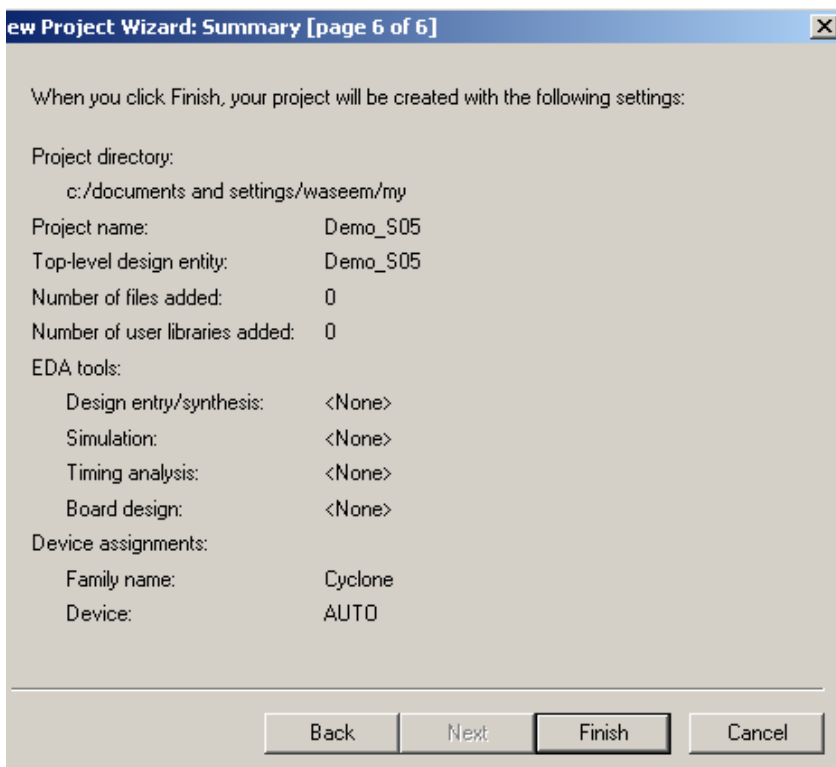 ew Project Wizard: Summary [page 6 of 6]
When you click Finish, your project will be created with the following settings:
Project directory:
c:/documents and settings/waseem/my
Project name: Demo_S05
Top-level design entity: Demo_S05
Number of files added: 0
Number of user libraries added: 0
EDA tools:
Design entry/synthesis: <None>
Simulation: <None>
Timing analysis: <None>
Board design: <None>
Device assignments:
Family name: Cyclone
Device: AUTO
Back Next Finish Cancel